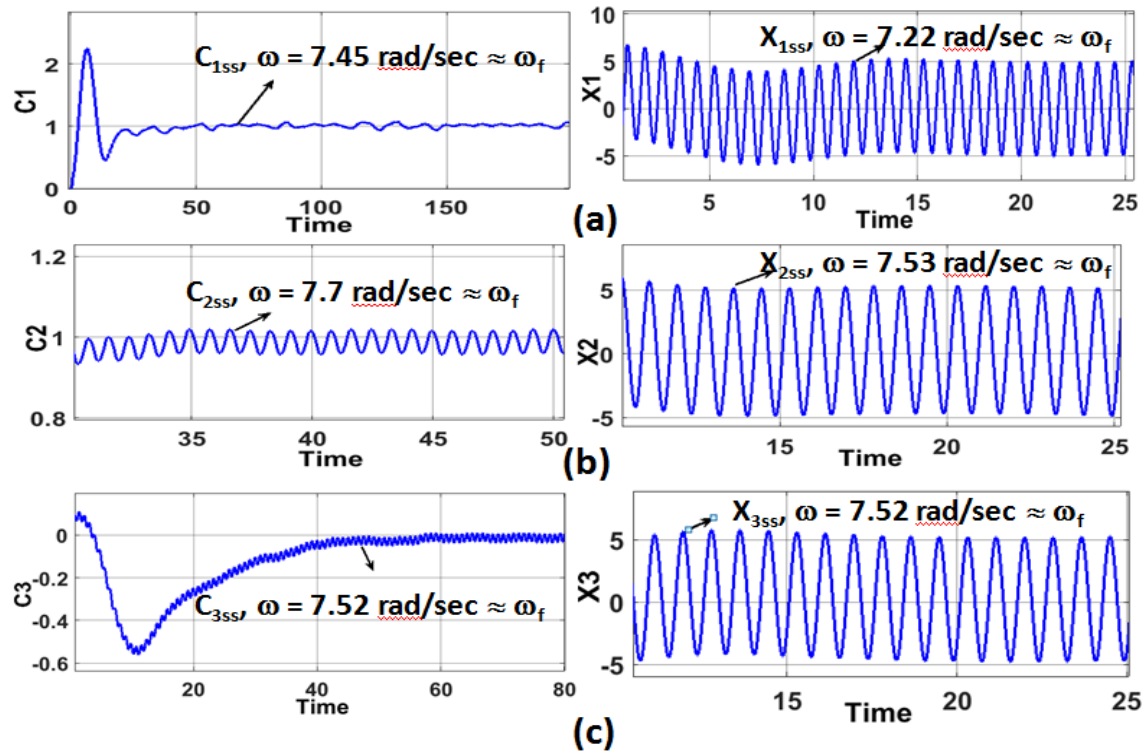 C₁ss, ω = 7.45 rad/sec ≈ ωf
C1
2
1
0
0
50
100
150
Time
X₁ss, ω = 7.22 rad/sec ≈ ωf
X1
10
5
0
-5
5
10
15
20
25
Time
(a)
C₂ss, ω = 7.7 rad/sec ≈ ωf
C2
1.2
1
0.8
35
40
45
50
Time
X₂ss, ω = 7.53 rad/sec ≈ ωf
X2
5
0
-5
15
20
25
Time
(b)
C₃ss, ω = 7.52 rad/sec ≈ ωf
C3
0
-0.2
-0.4
-0.6
20
40
60
80
Time
X₃ss, ω = 7.52 rad/sec ≈ ωf
X3
5
0
-5
15
20
25
Time
(c)